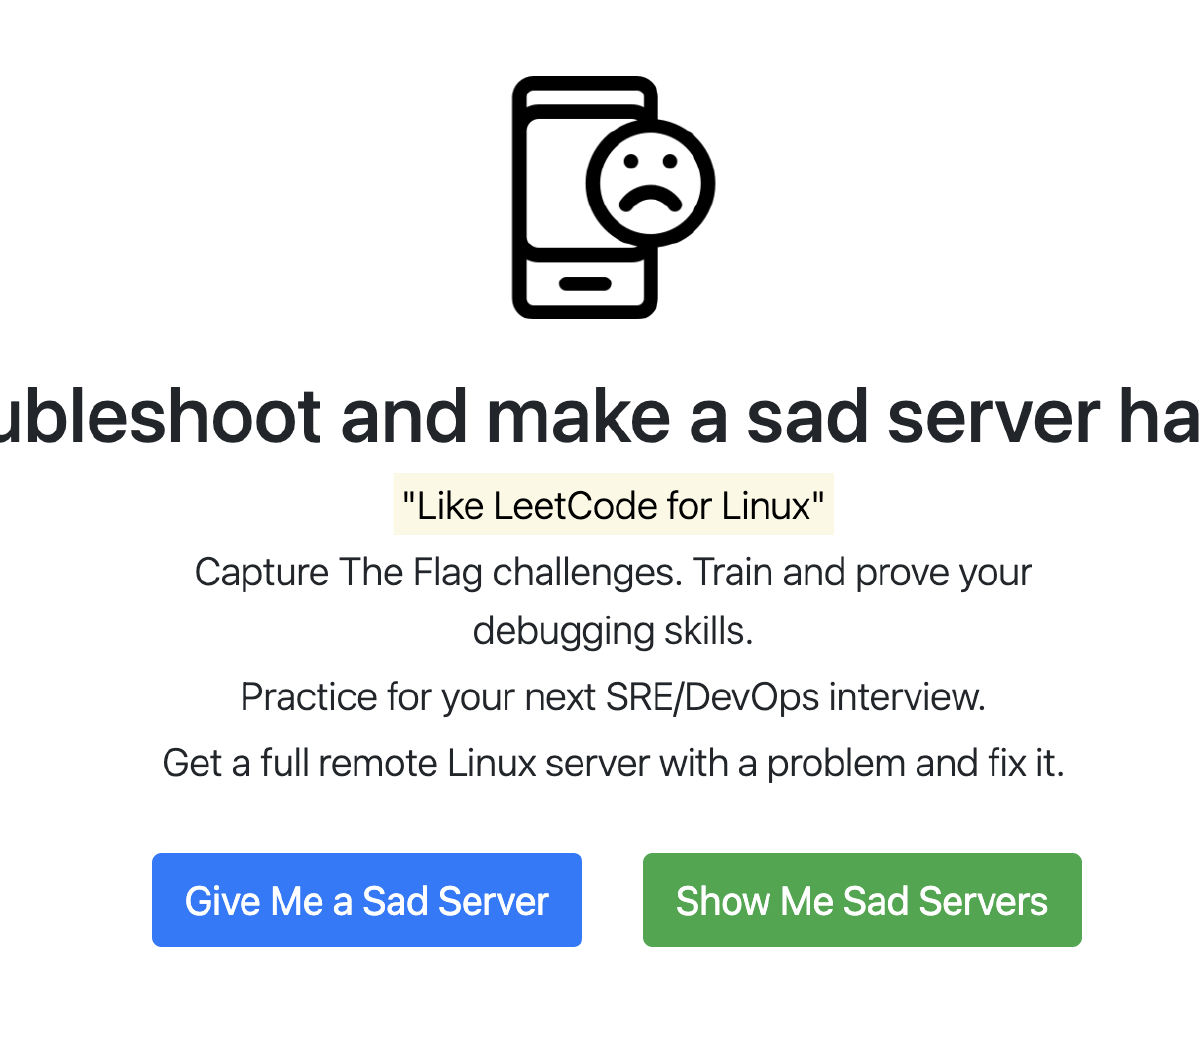 ubleshoot and make a sad server ha
"Like LeetCode for Linux"
Capture The Flag challenges. Train and prove your
debugging skills.
Practice for your next SRE/DevOps interview.
Get a full remote Linux server with a problem and fix it.
Give Me a Sad Server
Show Me Sad Servers